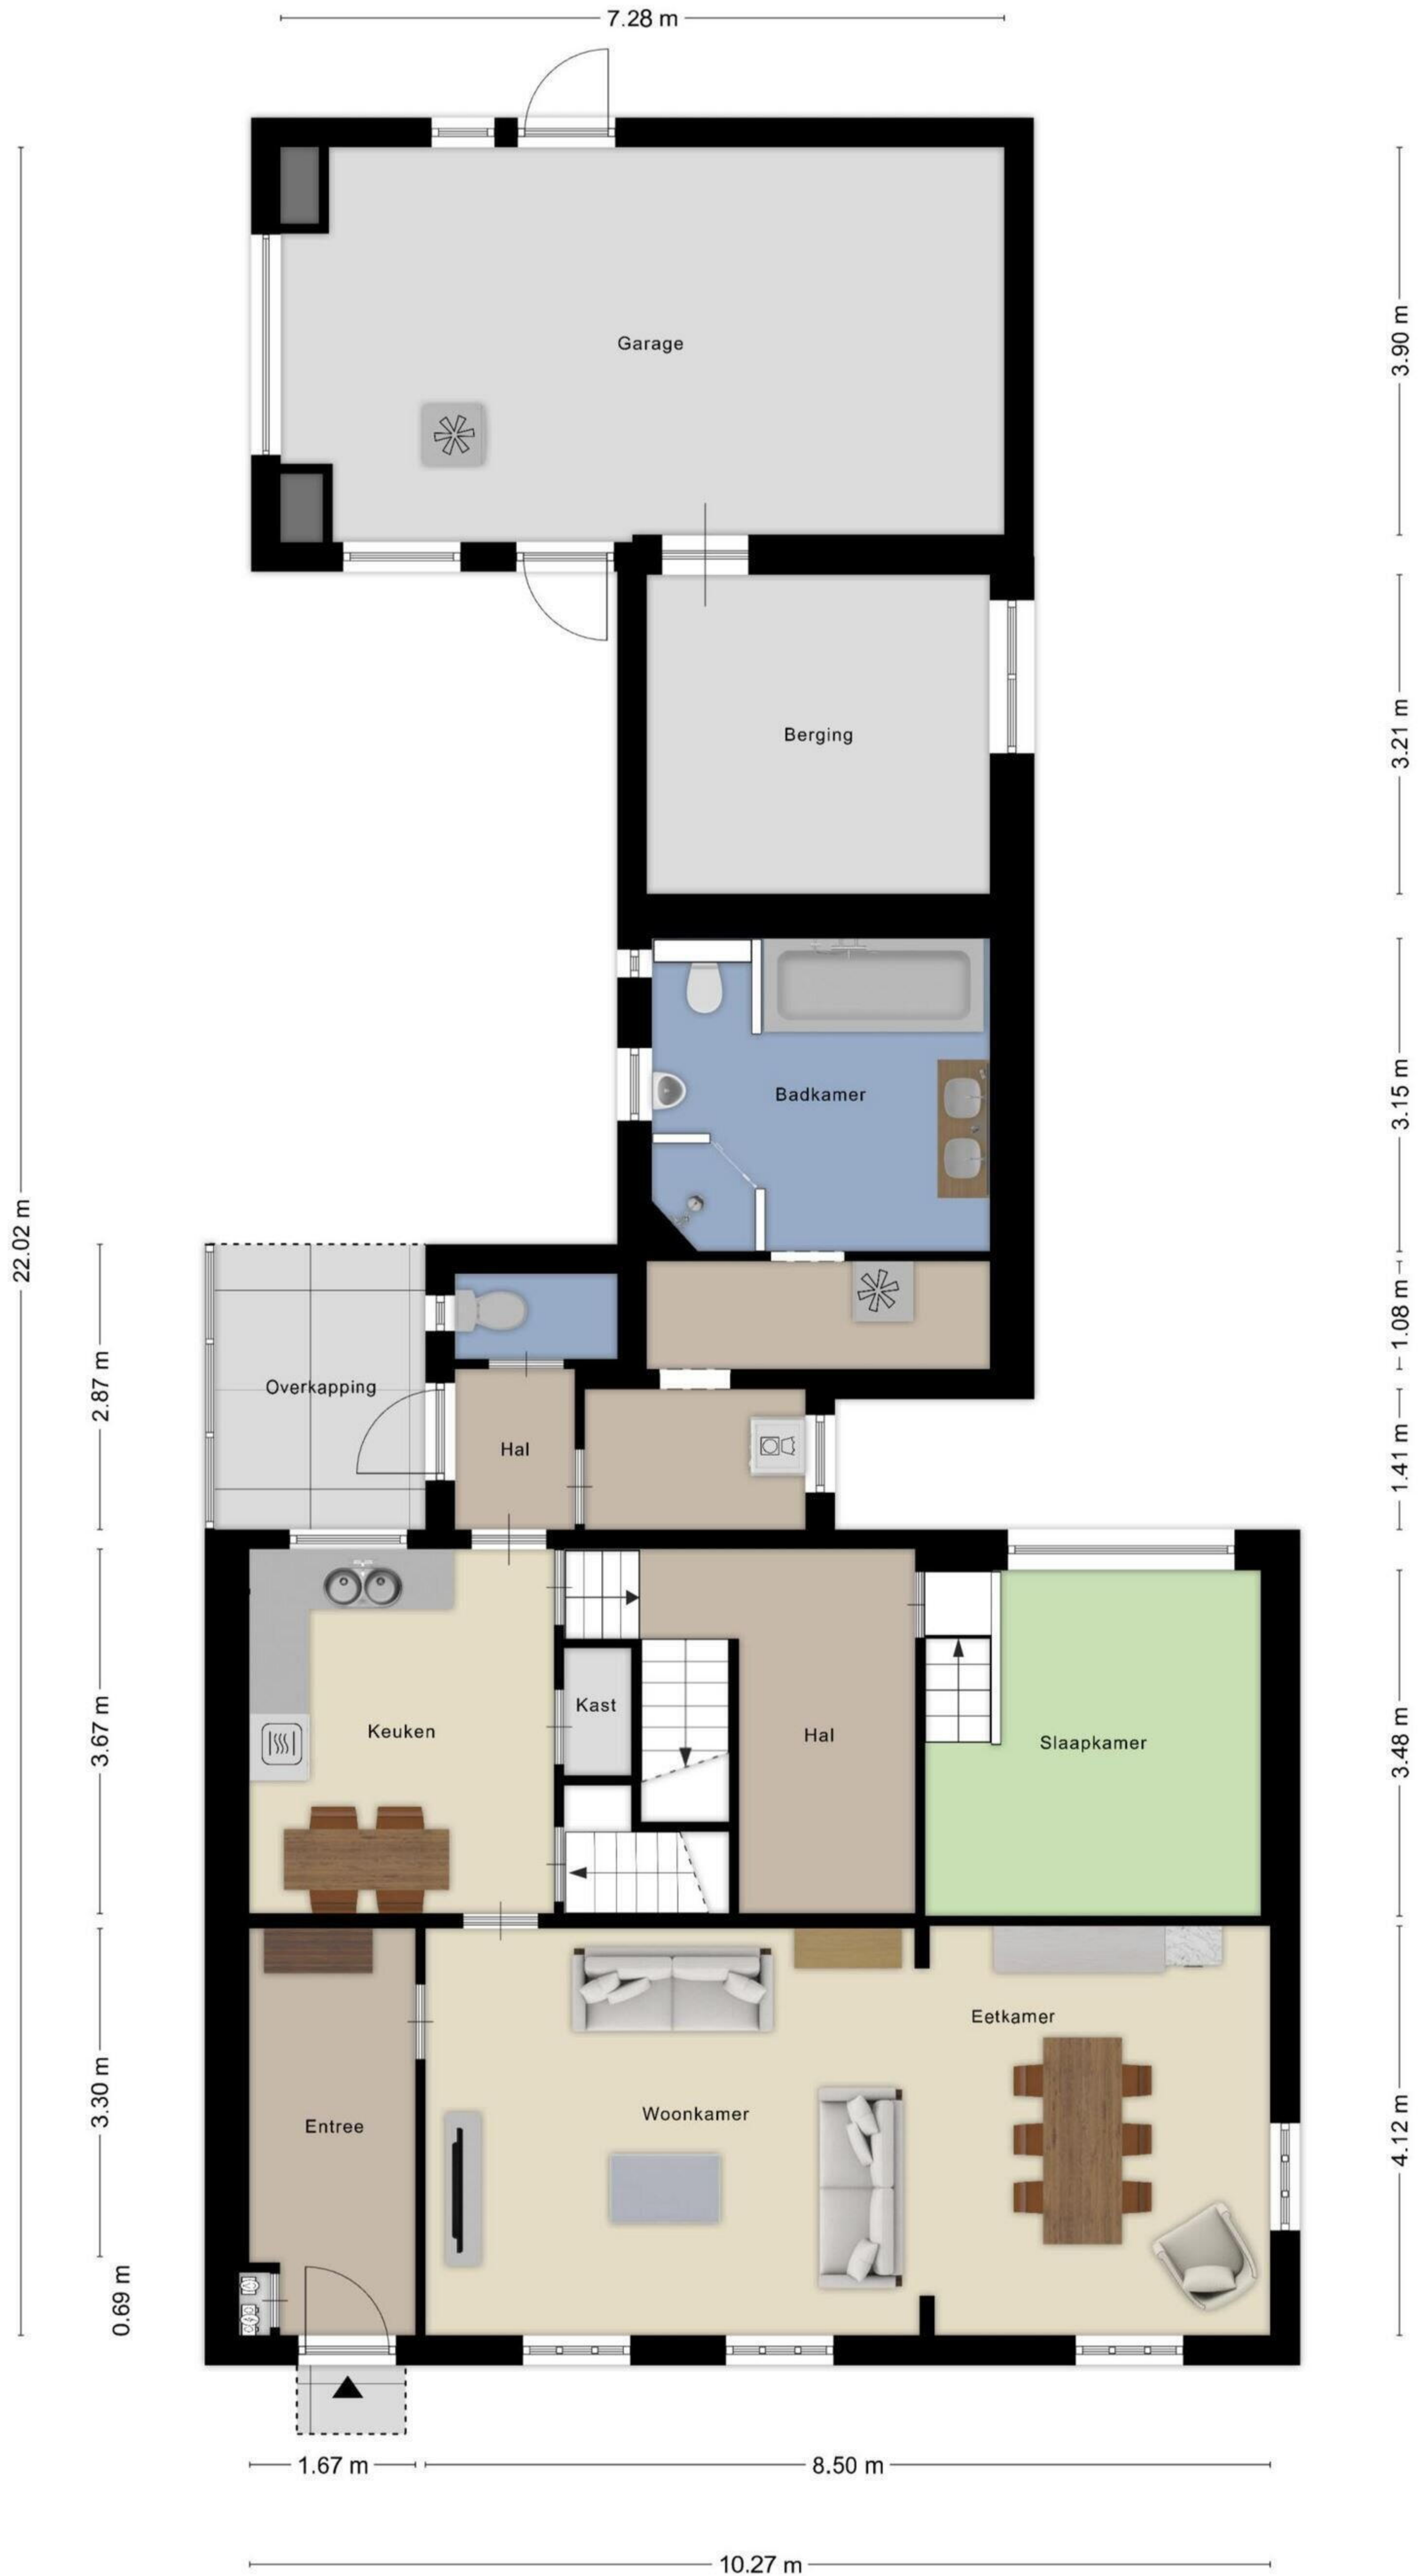 7.28 m
Garage
3.90 m
Berging
3.21 m
22.02 m
Badkamer
3.15 m
1.08 m
Overkapping
2.87 m
Hal
1.41 m
Keuken
Kast
Hal
Slaapkamer
3.67 m
3.48 m
Eetkamer
Woonkamer
Entree
3.30 m
4.12 m
0.69 m
1.67 m
8.50 m
10.27 m